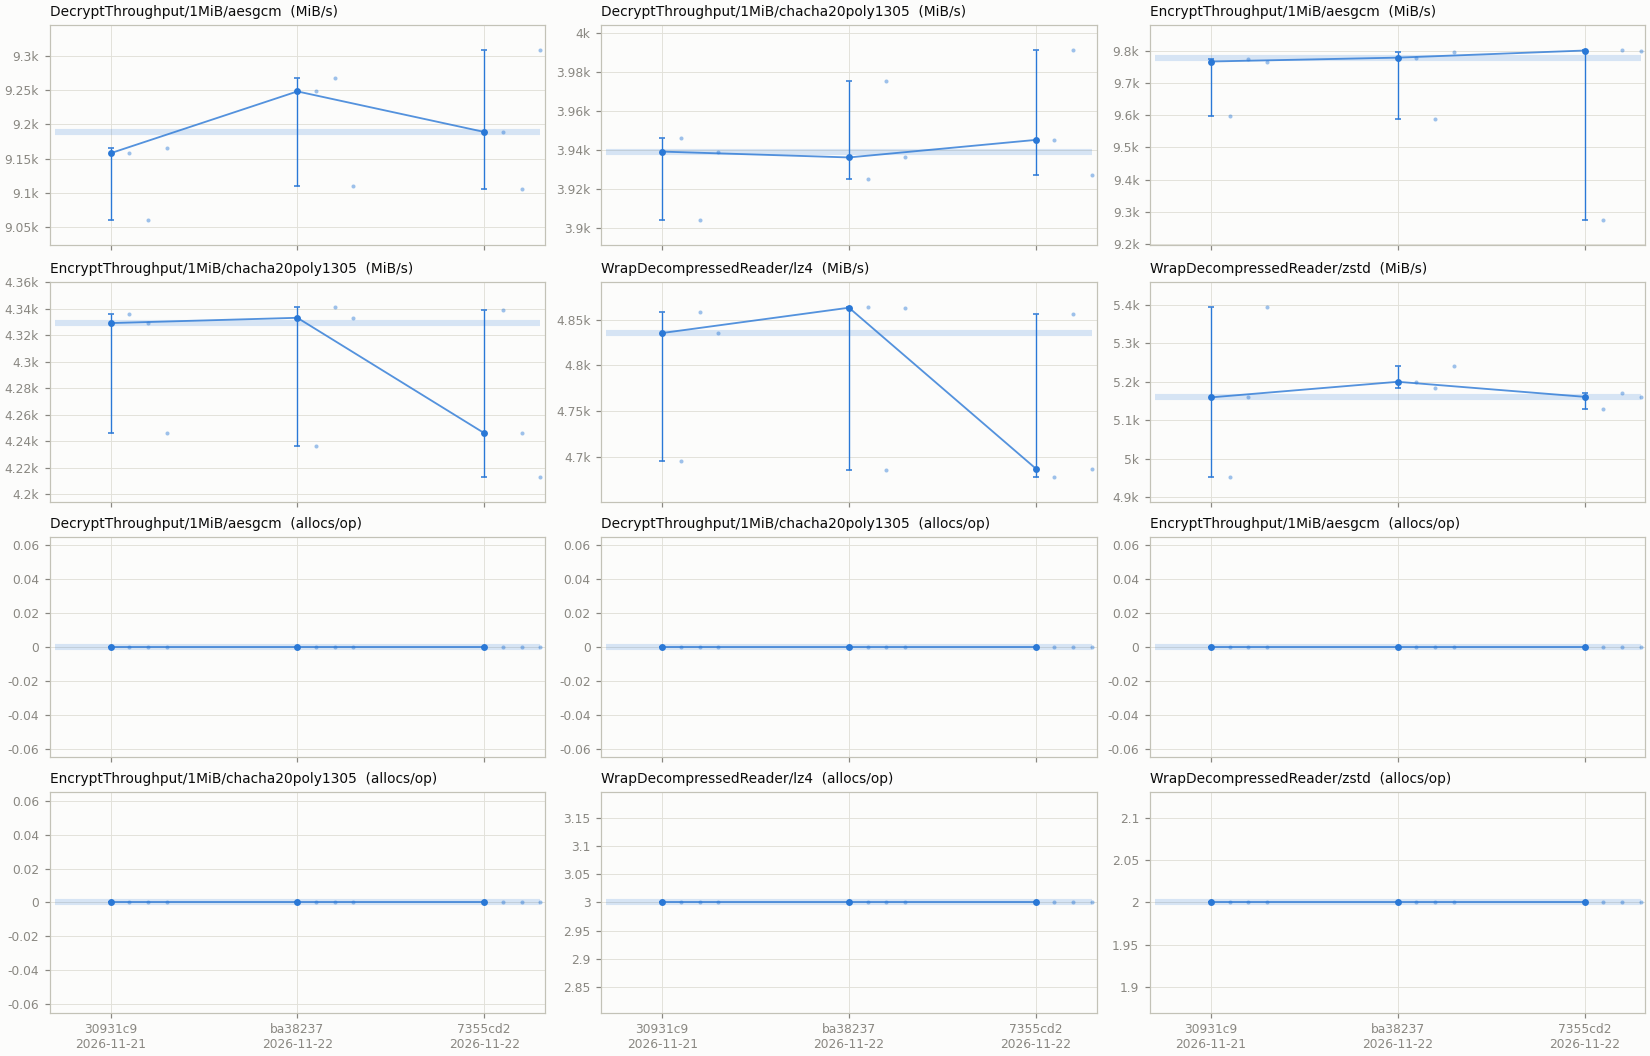 DecryptThroughput/1MiB/aesgcm (MiB/s)
9.3k
9.25k
9.2k
9.15k
9.1k
9.05k
DecryptThroughput/1MiB/chacha20poly1305 (MiB/s)
4k
3.98k
3.96k
3.94k
3.92k
3.9k
EncryptThroughput/1MiB/aesgcm (MiB/s)
9.8k
9.7k
9.6k
9.5k
9.4k
9.3k
9.2k
EncryptThroughput/1MiB/chacha20poly1305 (MiB/s)
4.36k
4.34k
4.32k
4.3k
4.28k
4.26k
4.24k
4.22k
4.2k
WrapDecompressedReader/lz4 (MiB/s)
4.85k
4.8k
4.75k
4.7k
WrapDecompressedReader/zstd (MiB/s)
5.4k
5.3k
5.2k
5.1k
5k
4.9k
DecryptThroughput/1MiB/aesgcm (allocs/op)
0.06
0.04
0.02
0
-0.02
-0.04
-0.06
DecryptThroughput/1MiB/chacha20poly1305 (allocs/op)
0.06
0.04
0.02
0
-0.02
-0.04
-0.06
EncryptThroughput/1MiB/aesgcm (allocs/op)
0.06
0.04
0.02
0
-0.02
-0.04
-0.06
EncryptThroughput/1MiB/chacha20poly1305 (allocs/op)
0.06
0.04
0.02
0
-0.02
-0.04
-0.06
30931c9
2026-11-21
ba38237
2026-11-22
7355cd2
2026-11-22
WrapDecompressedReader/lz4 (allocs/op)
3.15
3.1
3.05
3
2.95
2.9
2.85
30931c9
2026-11-21
ba38237
2026-11-22
7355cd2
2026-11-22
WrapDecompressedReader/zstd (allocs/op)
2.1
2.05
2
1.95
1.9
30931c9
2026-11-21
ba38237
2026-11-22
7355cd2
2026-11-22